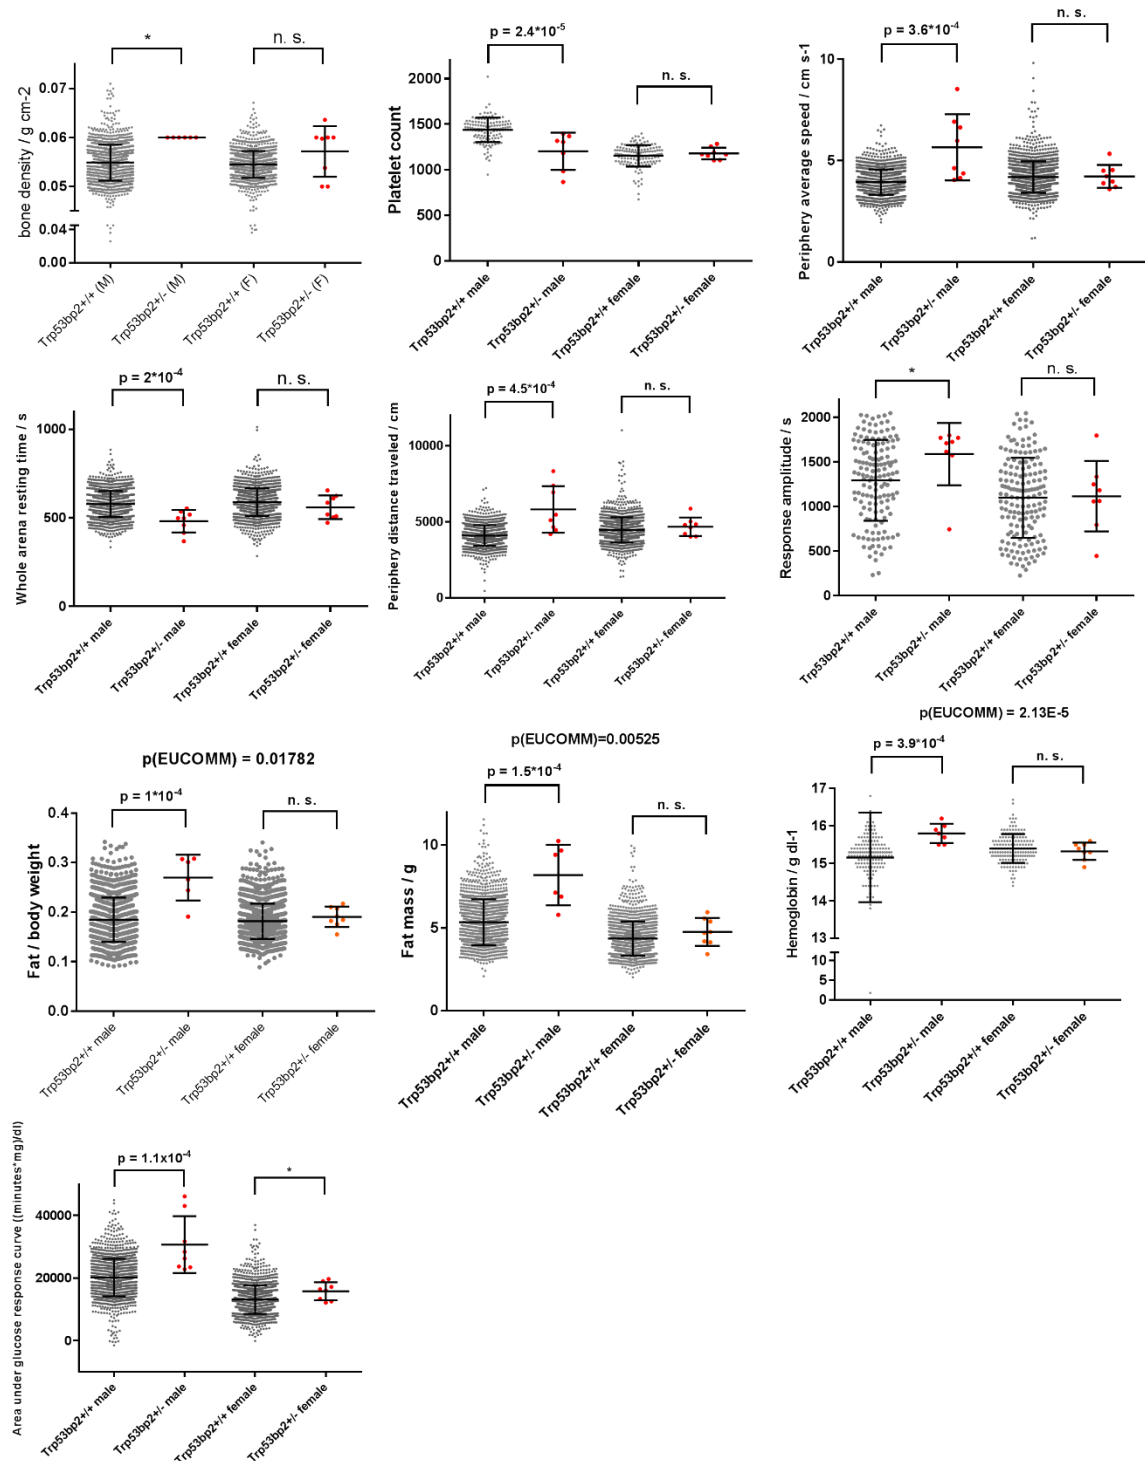 *
n. s.
bone density / g cm-2
0.07
0.06
0.05
0.04
0.00
Trp53bp2+/+ (M)
Trp53bp2+/- (M)
Trp53bp2+/+ (F)
Trp53bp2+/- (F)
p = 2.4*10-5
n. s.
Platelet count
2000
1500
1000
500
0
Trp53bp2+/+ male
Trp53bp2+/- male
Trp53bp2+/+ female
Trp53bp2+/- female
p = 3.6*10-4
n. s.
Periphery average speed / cm s-1
10
5
0
Trp53bp2+/+ male
Trp53bp2+/- male
Trp53bp2+/+ female
Trp53bp2+/- female
p = 2*10-4
n. s.
Whole arena resting time / s
1000
500
0
Trp53bp2+/+ male
Trp53bp2+/- male
Trp53bp2+/+ female
Trp53bp2+/- female
p = 4.5*10-4
n. s.
Periphery distance traveled / cm
10000
5000
0
Trp53bp2+/+ male
Trp53bp2+/- male
Trp53bp2+/+ female
Trp53bp2+/- female
*
n. s.
Response amplitude / s
2000
1500
1000
500
0
Trp53bp2+/+ male
Trp53bp2+/- male
Trp53bp2+/+ female
Trp53bp2+/- female
p(EUCOMM) = 0.01782
p = 1*10-4
n. s.
Fat / body weight
0.4
0.3
0.2
0.1
0.0
Trp53bp2+/+ male
Trp53bp2+/- male
Trp53bp2+/+ female
Trp53bp2+/- female
p(EUCOMM)=0.00525
p = 1.5*10-4
n. s.
Fat mass / g
10
5
0
Trp53bp2+/+ male
Trp53bp2+/- male
Trp53bp2+/+ female
Trp53bp2+/- female
p(EUCOMM) = 2.13E-5
p = 3.9*10-4
n. s.
Hemoglobin / g dl-1
17
16
15
14
13
13
10
5
0
Trp53bp2+/+ male
Trp53bp2+/- male
Trp53bp2+/+ female
Trp53bp2+/- female
p = 1.1x10-4
*
Area under glucose response curve ((minutes*mg)/dl)
40000
20000
0
Trp53bp2+/+ male
Trp53bp2+/- male
Trp53bp2+/+ female
Trp53bp2+/- female